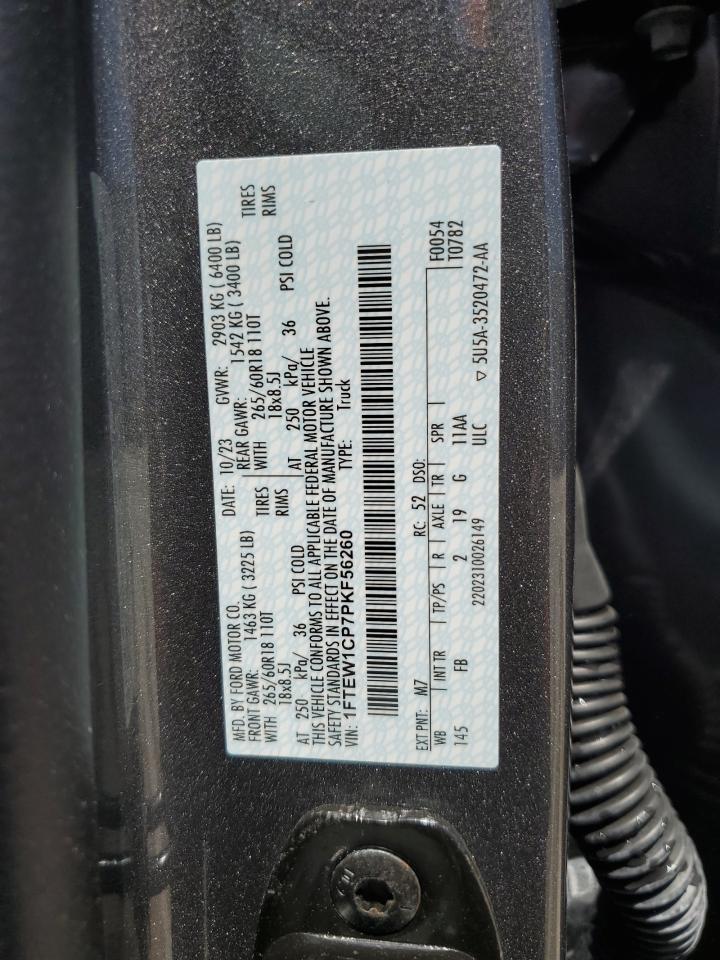 MFD. BY FORD MOTOR CO.
DATE: 10/23 GVWR: 2903 KG ( 6400 LB)
FRONT GAWR: 1463 KG ( 3225 LB) REAR GAWR: 1542 KG ( 3400 LB)
WITH 265/60R18 110T TIRES WITH 265/60R18 110T TIRES
18x8.5J RIMS 18x8.5J RIMS
AT 250 kPa/ 36 PSI COLD AT 250 kPa/ 36 PSI COLD
THIS VEHICLE CONFORMS TO ALL APPLICABLE FEDERAL MOTOR VEHICLE
SAFETY STANDARDS IN EFFECT ON THE DATE OF MANUFACTURE SHOWN ABOVE.
VIN: 1FTEW1CP7PKF56260 TYPE: Truck
EXT PNT: M7 RC: 52 DSO: F0054
WB INT TR TP/PS R AXLE TR SPR T0782
145 FB 2 19 G 11AA
2202310026149 ULC ▽ 5U5A-3520472-AA